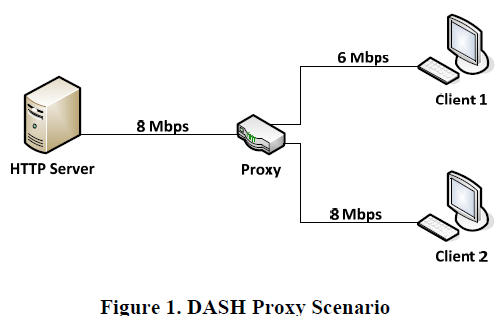 6 Mbps
Client 1
8 Mbps
HTTP Server
Proxy
8 Mbps
Client 2
Figure 1. DASH Proxy Scenario